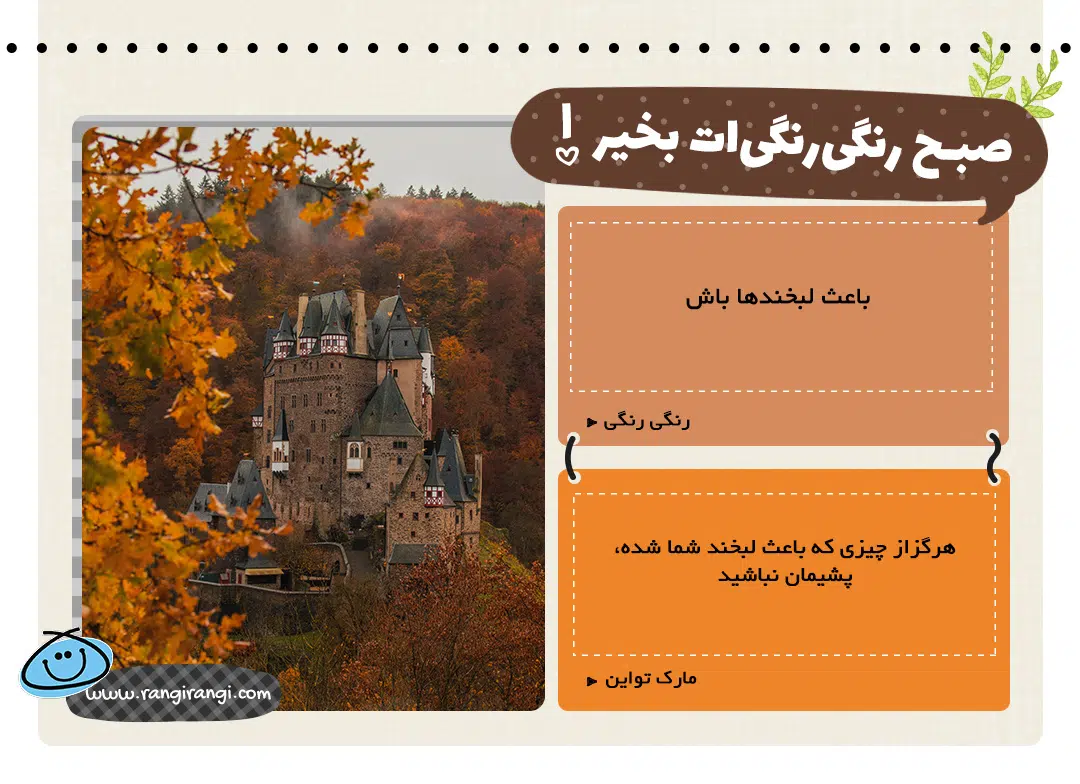 صبح رنگی‌رنگی‌ات بخیر !
باعث لبخندها باش
رنگی رنگی
هرگزاز چیزی که باعث لبخند شما شده،
پشیمان نباشید
مارک تواین
www.rangirangi.com